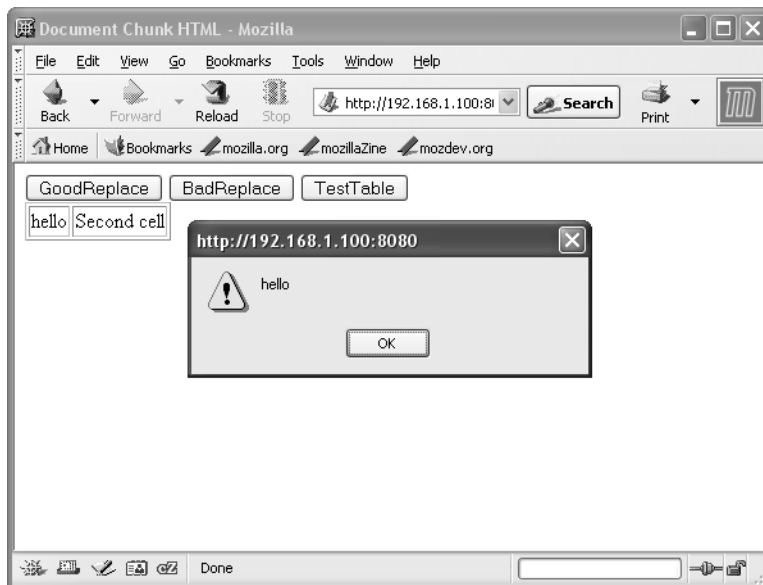 Document Chunk HTML - Mozilla
File Edit View Go Bookmarks Tools Window Help
Back Forward Reload Stop http://192.168.1.100:8 Search Print
Home Bookmarks mozilla.org mozillaZine mozdev.org
GoodReplace BadReplace TestTable
hello Second cell
http://192.168.1.100:8080
hello
OK
Done